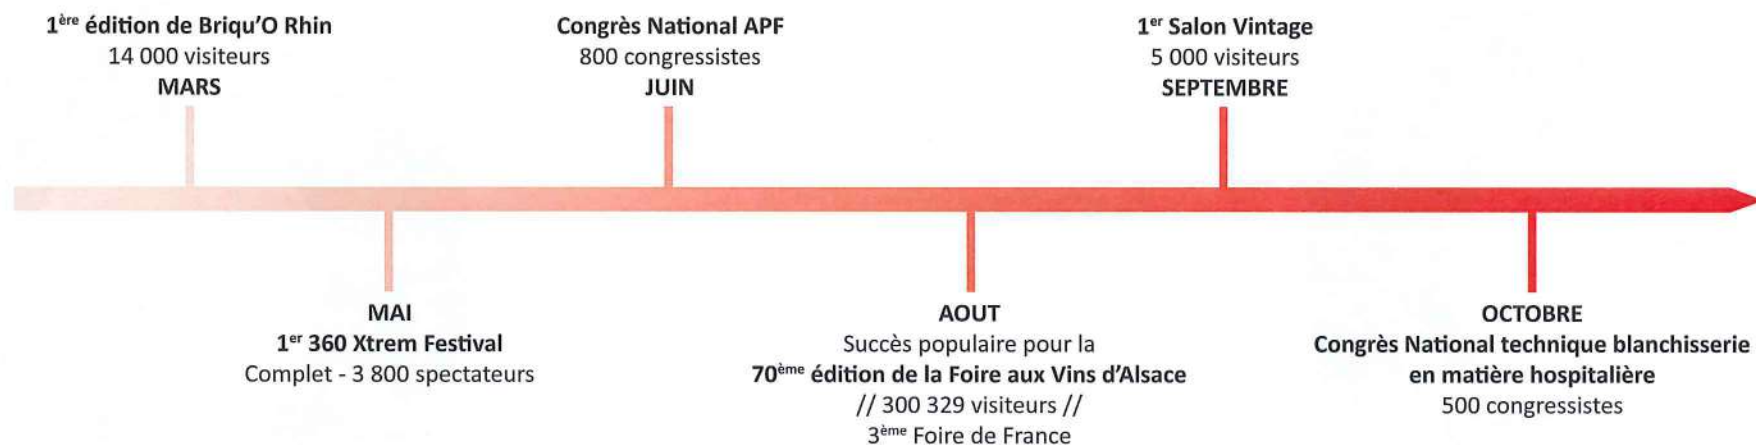 1ère édition de Briqu'O Rhin
14 000 visiteurs
MARS
Congrès National APF
800 congressistes
JUIN
1er Salon Vintage
5 000 visiteurs
SEPTEMBRE
MAI
1er 360 Xtrem Festival
Complet - 3 800 spectateurs
AOUT
Succès populaire pour la
70ème édition de la Foire aux Vins d'Alsace
// 300 329 visiteurs //
3ème Foire de France
OCTOBRE
Congrès National technique blanchisserie
en matière hospitalière
500 congressistes